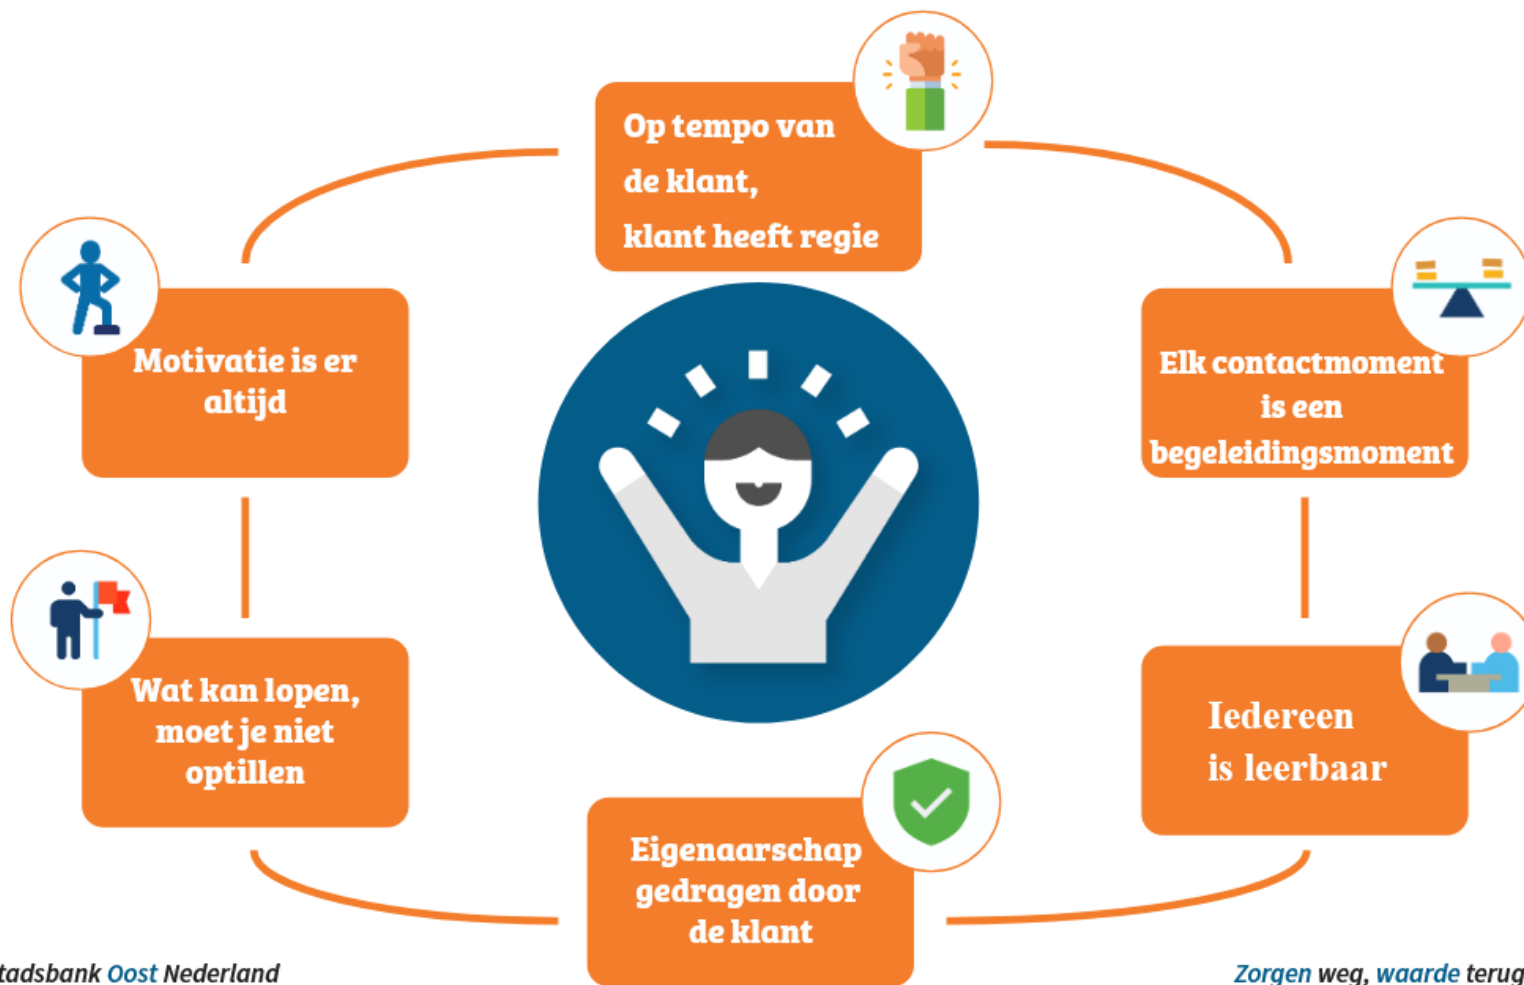 Op tempo van
de klant,
klant heeft regie
Elk contactmoment
is een
begeleidingsmoment
Iedereen
is leerbaar
Eigenaarschap
gedragen door
de klant
Wat kan lopen,
moet je niet
optillen
Motivatie is er
altijd
tadsbank Oost Nederland
Zorgen weg, waarde terug